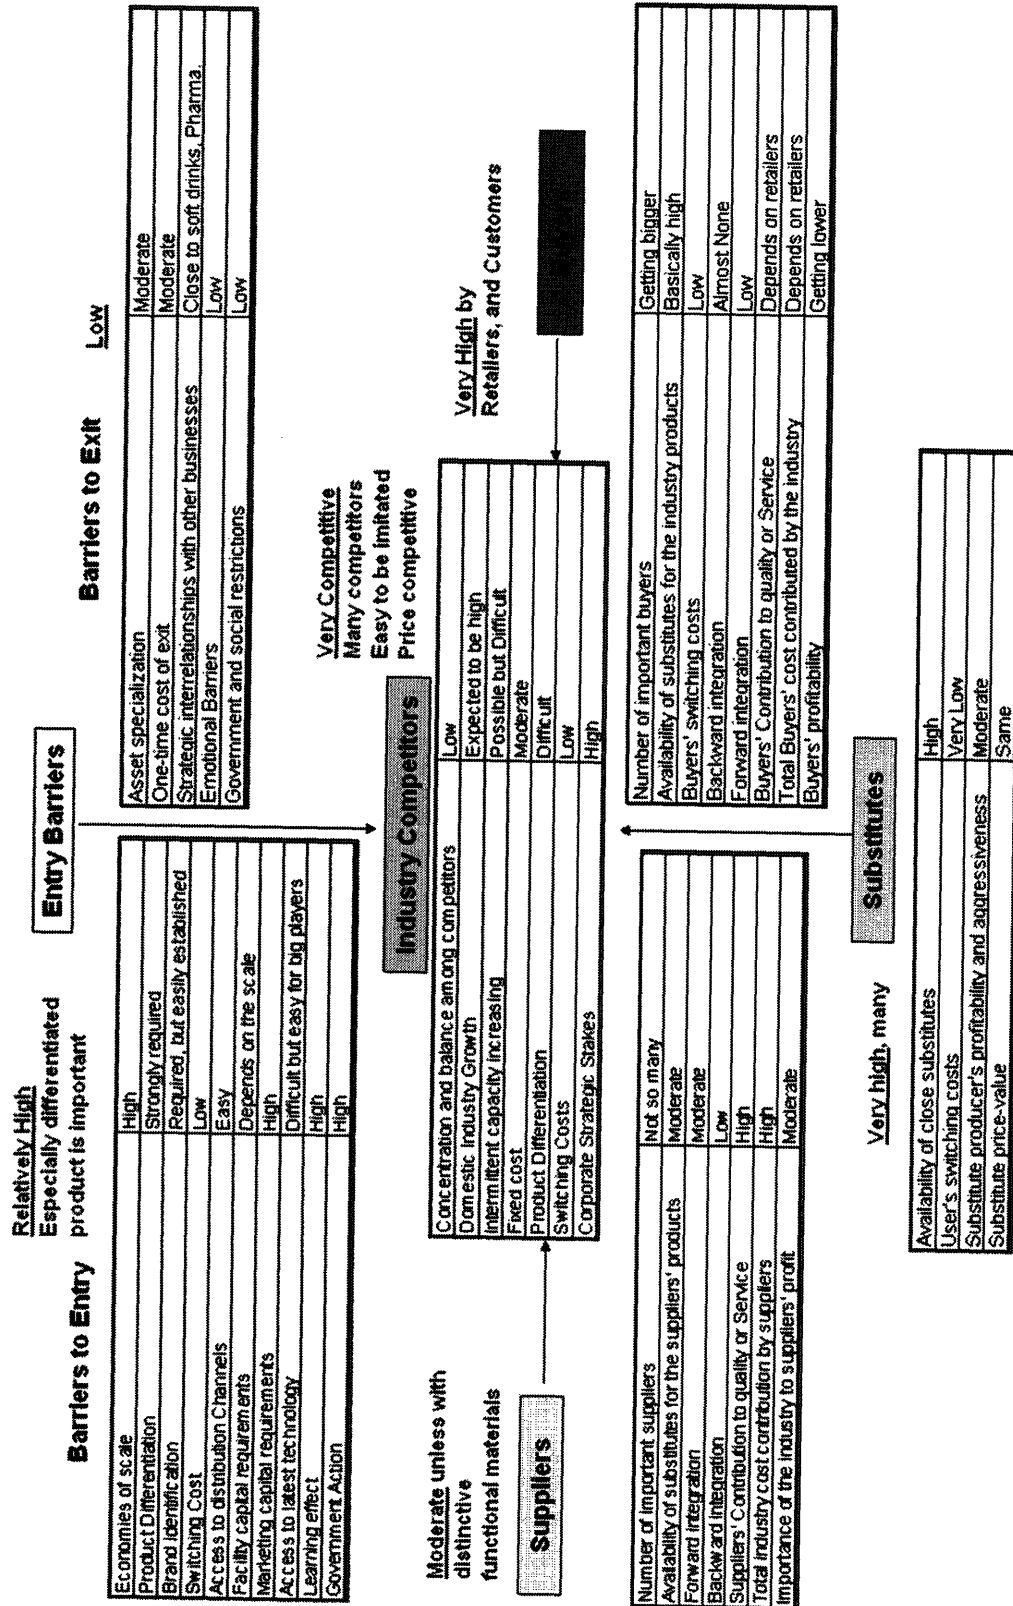 Barriers to Entry
Relatively High
Especially differentiated
product is important
Entry Barriers
Barriers to Exit
Low
Economies of scale High
Product Differentiation Strongly required
Brand Identification Required, but easily established
Switching Cost Low
Access to distribution Channels Easy
Facility capital requirements Depends on the scale
Marketing capital requirements High
Access to latest technology Difficult but easy for big players
Learning effect High
Government Action High
Asset specialization Moderate
One-time cost of exit Moderate
Strategic interrelationships with other businesses Close to soft drinks, Pharma.
Emotional Barriers Low
Government and social restrictions Low
Moderate unless with
distinctive
functional materials
Suppliers
Industry Competitors
Very Competitive
Many competitors
Easy to be imitated
Price competitive
Concentration and balance among competitors Low
Domestic Industry Growth Expected to be high
Intermittent capacity increasing Possible but Difficult
Fixed cost Moderate
Product Differentiation Difficult
Switching Costs Low
Corporate Strategic Stakes High
Very High by
Retailers, and Customers
Number of important suppliers Not so many
Availability of substitutes for the suppliers' products Moderate
Forward integration Moderate
Backward integration Low
Suppliers' Contribution to quality or Service High
Total industry cost contribution by suppliers High
Importance of the industry to suppliers' profit Moderate
Number of important buyers Getting bigger
Availability of substitutes for the industry products Basically high
Buyers' switching costs Low
Backward integration Almost None
Forward integration Low
Buyers' Contribution to quality or Service Depends on retailers
Total Buyers' cost contributed by the industry Depends on retailers
Buyers' profitability Getting lower
Very high, many
Substitutes
Availability of close substitutes High
User's switching costs Very Low
Substitute producer's profitability and aggressiveness Moderate
Substitute price-value Same